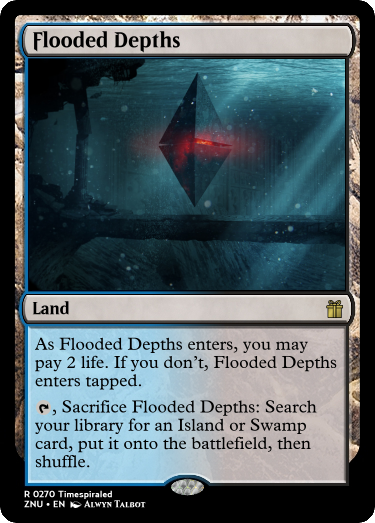 Flooded Depths
Land
As Flooded Depths enters, you may
pay 2 life. If you don't, Flooded Depths
enters tapped.
, Sacrifice Flooded Depths: Search
your library for an Island or Swamp
card, put it onto the battlefield, then
shuffle.
R 0270 Timespiraled
ZNU • EN Alwyn Talbot